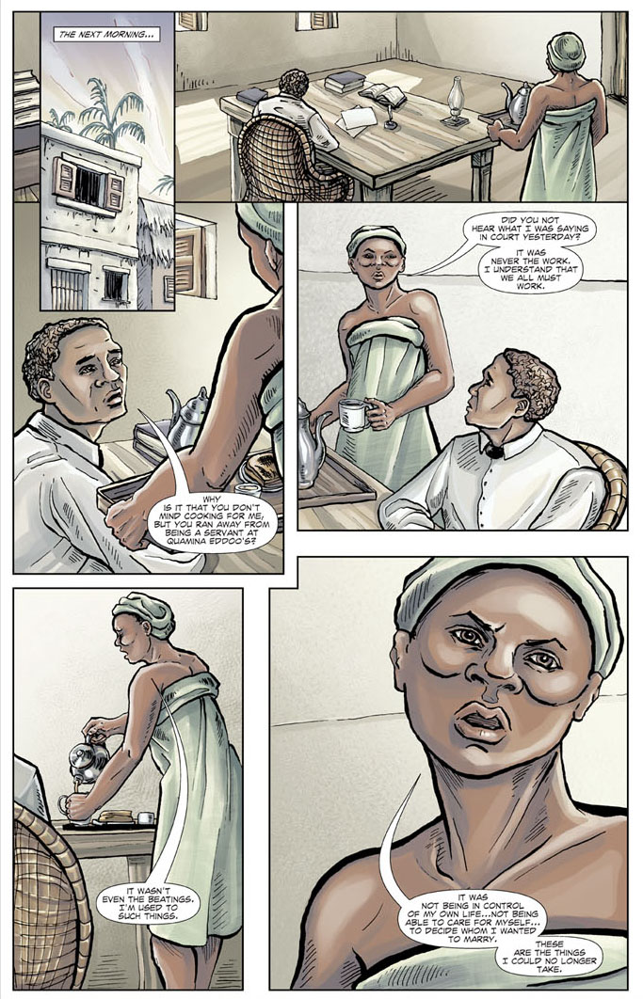 THE NEXT MORNING...
WHY
IS IT THAT YOU DON'T
MIND COOKING FOR ME,
BUT YOU RAN AWAY FROM
BEING A SERVANT AT
QUAMINA EDDOO'S?
DID YOU NOT
HEAR WHAT I WAS SAYING
IN COURT YESTERDAY?
IT WAS
NEVER THE WORK.
I UNDERSTAND THAT
WE ALL MUST
WORK.
IT WASN'T
EVEN THE BEATINGS.
I'M USED TO
SUCH THINGS.
IT WAS
NOT BEING IN CONTROL
OF MY OWN LIFE...NOT BEING
ABLE TO CARE FOR MYSELF...
TO DECIDE WHOM I WANTED
TO MARRY.
THESE
ARE THE THINGS
I COULD NO LONGER
TAKE.